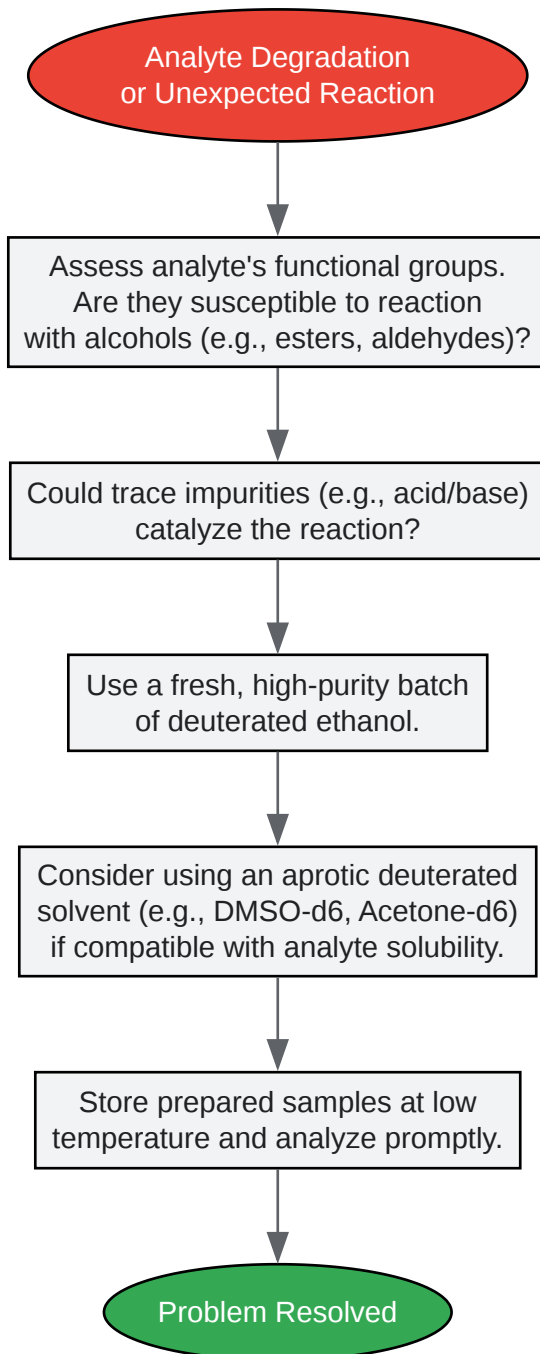 Analyte Degradation
or Unexpected Reaction
Assess analyte's functional groups.
Are they susceptible to reaction
with alcohols (e.g., esters, aldehydes)?
Could trace impurities (e.g., acid/base)
catalyze the reaction?
Use a fresh, high-purity batch
of deuterated ethanol.
Consider using an aprotic deuterated
solvent (e.g., DMSO-d6, Acetone-d6)
if compatible with analyte solubility.
Store prepared samples at low
temperature and analyze promptly.
Problem Resolved